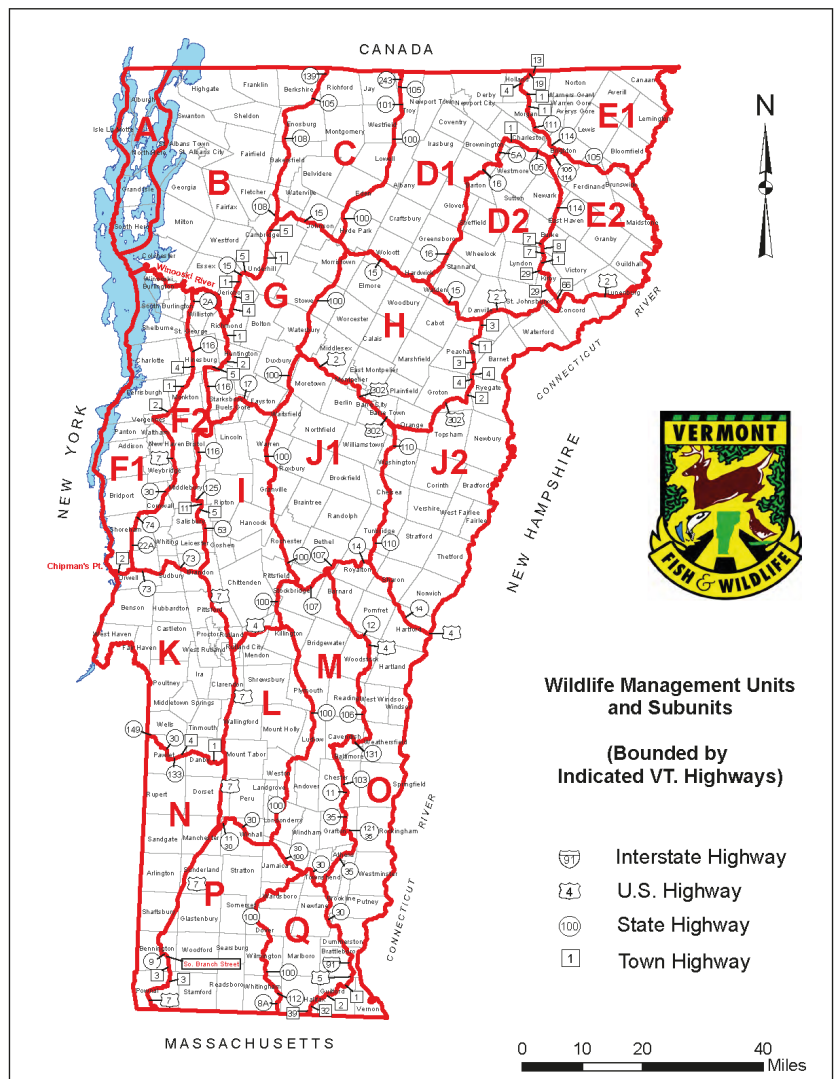 CANADA
N
NEW YORK
NEW HAMPSHIRE
MASSACHUSETTS
CONNECTICUT
RIVER
CONNECTICUT
RIVER
Winooski River
Chipman's Pt.
So. Branch Street
A
B
C
D1
D2
E1
E2
F1
F2
G
H
I
J1
J2
K
L
M
N
O
P
Q
Highgate
Franklin
Berkshire
Richford
Jay
Newport Town
Newport City
Derby
Norton
Averill
Canaan
Warners Grant
Warren Gore
Averys Gore
Lemington
Lewis
Bloomfield
Alburgh
Swanton
Sheldon
Enosburg
Montgomery
Westfield
Troy
Coventry
Brownington
Charleston
Morgan
St Albans City
Fairfield
Bakersfield
Lowell
Irasburg
Westmore
Ferdinand
Brunswick
Grand Isle
Georgia
Fletcher
Belvidere
Waterville
Eden
Albany
Glover
Barton
Sutton
Newark
East Haven
Maidstone
South Hero
Milton
Fairfax
Cambridge
Johnson
Hyde Park
Craftsbury
Greensboro
Sheffield
Wheelock
Granby
Guildhall
Colchester
Westford
Essex
Underhill
Morristown
Wolcott
Hardwick
Stannard
Lyndon
Kirby
Victory
Lunenburg
Burlington
South Burlington
Williston
Jericho
Stowe
Elmore
Woodbury
Walden
Danville
St. Johnsbury
Concord
Waterford
Shelburne
St. George
Richmond
Bolton
Waterbury
Worcester
Calais
Cabot
Peacham
Barnet
Charlotte
Hinesburg
Huntington
Duxbury
Middlesex
East Montpelier
Marshfield
Plainfield
Groton
Ryegate
Ferrisburgh
Monkton
Starksboro
Buels Gore
Fayston
Moretown
Berlin
Barre City
Barre Town
Orange
Topsham
Newbury
Vergennes
Waltham
Panton
Addison
New Haven
Bristol
Lincoln
Warren
Waitsfield
Northfield
Williamstown
Washington
Weybridge
Middlebury
Ripton
Granville
Roxbury
Brookfield
Chelsea
Corinth
Bradford
Bridport
Cornwall
Salisbury
Hancock
Braintree
Randolph
Tunbridge
Vershire
West Fairlee
Fairlee
Shoreham
Whiting
Leicester
Goshen
Rochester
Bethel
Royalton
Strafford
Thetford
Orwell
Sudbury
Brandon
Chittenden
Pittsfield
Stockbridge
Barnard
Sharon
Norwich
Benson
Hubbardton
Pittsford
Pomfret
Hartford
West Haven
Castleton
Proctor
Killington
Bridgewater
Woodstock
Hartland
Fair Haven
West Rutland
Mendon
Poultney
Ira
Clarendon
Shrewsbury
Plymouth
Reading
West Windsor
Windsor
Middletown Springs
Wallingford
Mount Holly
Ludlow
Cavendish
Weathersfield
Baltimore
Wells
Tinmouth
Pawlet
Danby
Mount Tabor
Weston
Andover
Chester
Springfield
Rupert
Dorset
Peru
Landgrove
Londonderry
Windham
Grafton
Rockingham
Sandgate
Manchester
Winhall
Jamaica
Townshend
Athens
Westminster
Arlington
Sunderland
Stratton
Wardsboro
Newfane
Brookline
Putney
Shaftsbury
Glastenbury
Somerset
Dover
Dummerston
Bennington
Woodford
Searsburg
Wilmington
Marlboro
Brattleboro
Pownal
Stamford
Readsboro
Whitingham
Halifax
Guilford
Vernon
VERMONT
FISH & WILDLIFE
Wildlife Management Units
and Subunits
(Bounded by
Indicated VT. Highways)
91 Interstate Highway
4 U.S. Highway
100 State Highway
1 Town Highway
0 10 20 40
Miles